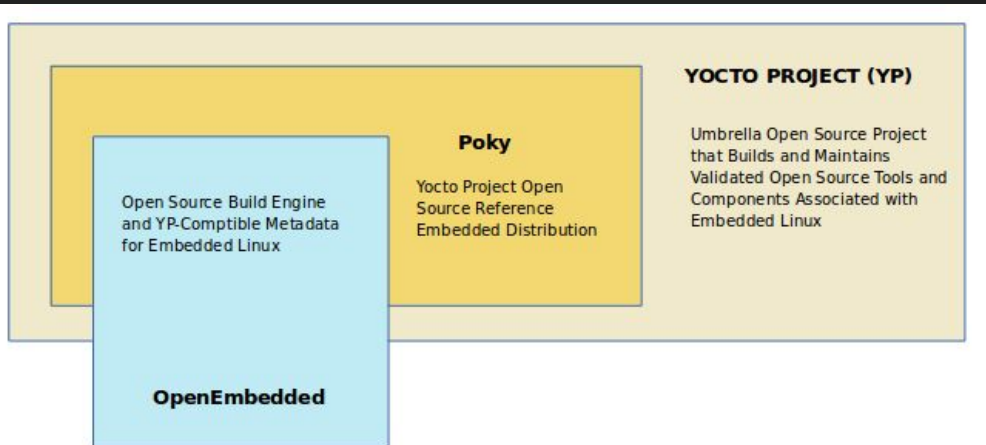 YOCTO PROJECT (YP)
Umbrella Open Source Project
that Builds and Maintains
Validated Open Source Tools and
Components Associated with
Embedded Linux
Poky
Yocto Project Open
Source Reference
Embedded Distribution
Open Source Build Engine
and YP-Comptible Metadata
for Embedded Linux
OpenEmbedded